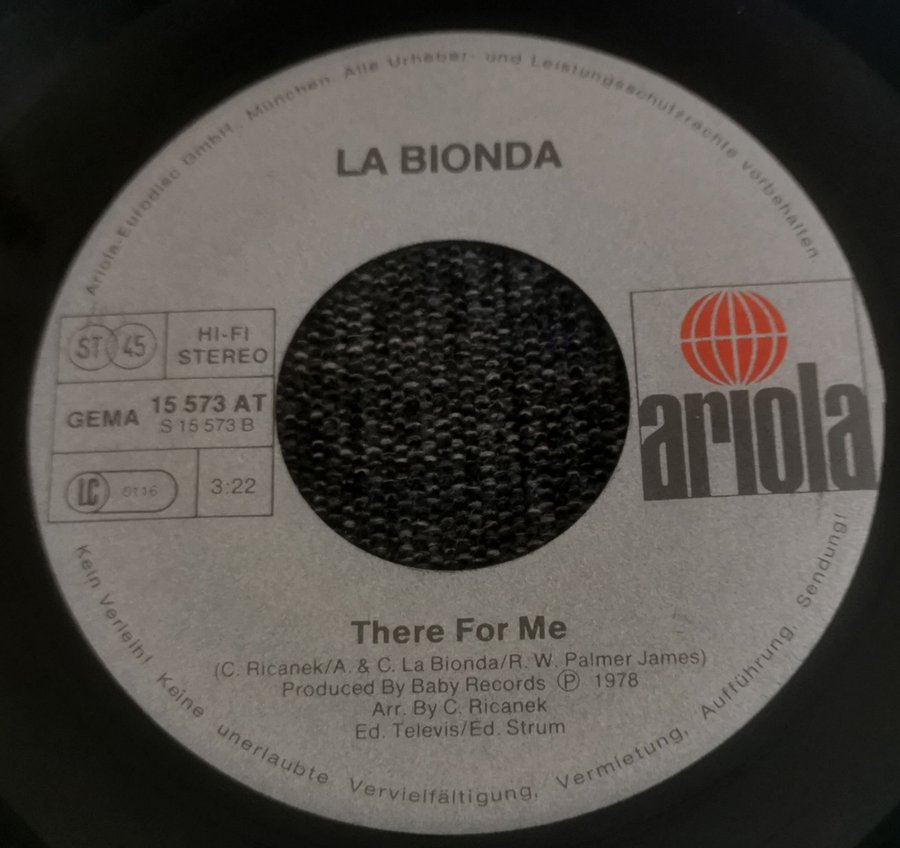 Ariola-Eurodisc GmbH, München. Alle Urheber- und Leistungsschutzrechte vorbehalten
LA BIONDA
ST 45
HI-FI
STEREO
GEMA 15 573 AT
S 15 573 B
LC 0116
3:22
ariola
There For Me
(C. Ricanek/A. & C. La Bionda/R. W. Palmer James)
Produced By Baby Records Ⓟ 1978
Arr. By C. Ricanek
Ed. Televis/Ed. Strum
Kein Verleih! Keine unerlaubte Vervielfältigung, Vermietung, Aufführung, Sendung!